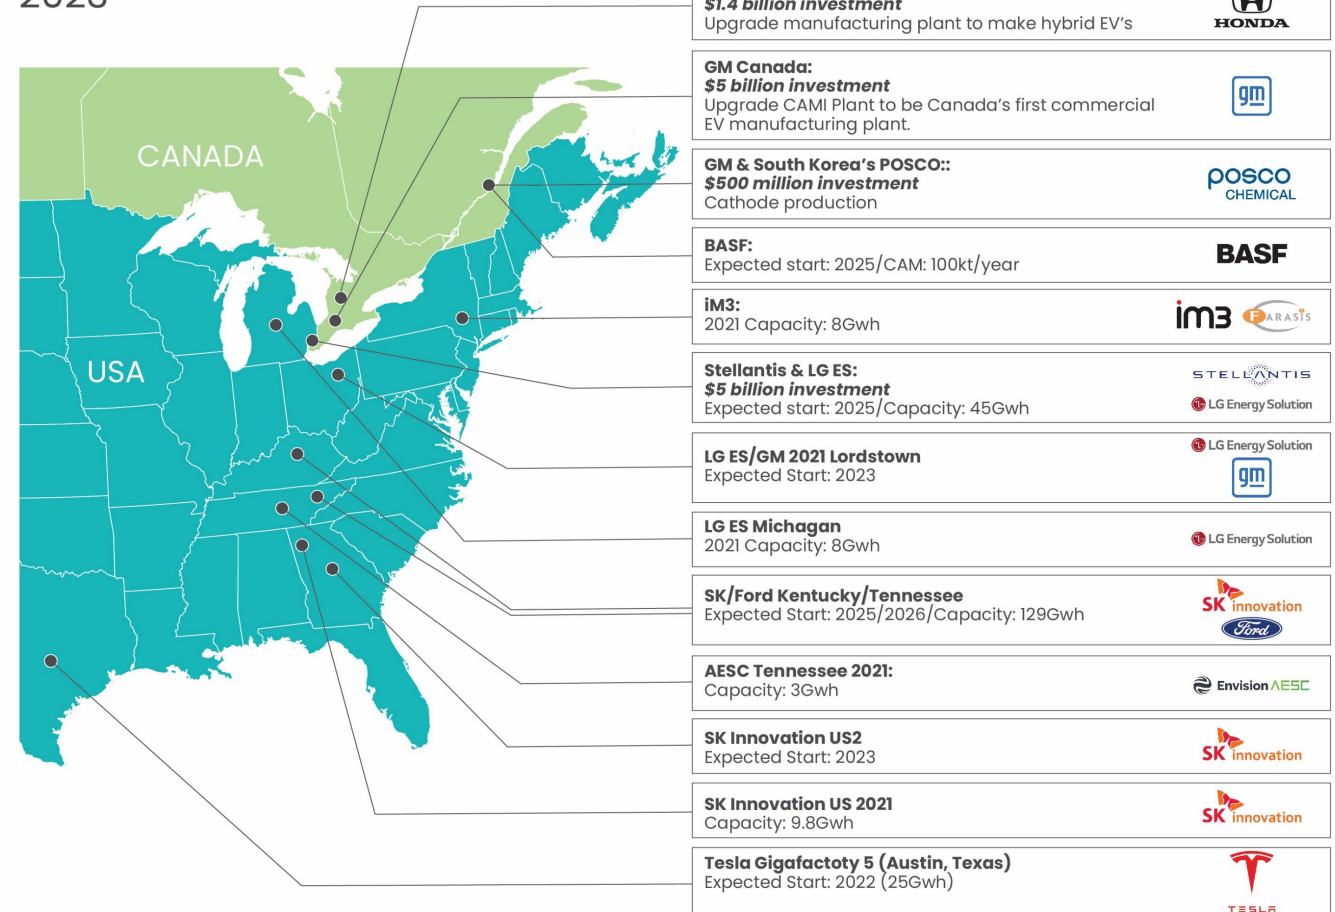 2023
$1.4 billion investment
Upgrade manufacturing plant to make hybrid EV's
HONDA
CANADA
USA
GM Canada:
$5 billion investment
Upgrade CAMI Plant to be Canada's first commercial
EV manufacturing plant.
gm
GM & South Korea's POSCO::
$500 million investment
Cathode production
posco
CHEMICAL
BASF:
Expected start: 2025/CAM: 100kt/year
BASF
iM3:
2021 Capacity: 8Gwh
im3 FARASIS
Stellantis & LG ES:
$5 billion investment
Expected start: 2025/Capacity: 45Gwh
STELLANTIS
LG Energy Solution
LG ES/GM 2021 Lordstown
Expected Start: 2023
LG Energy Solution
gm
LG ES Michagan
2021 Capacity: 8Gwh
LG Energy Solution
SK/Ford Kentucky/Tennessee
Expected Start: 2025/2026/Capacity: 129Gwh
SK innovation
Ford
AESC Tennessee 2021:
Capacity: 3Gwh
Envision AESC
SK Innovation US2
Expected Start: 2023
SK innovation
SK Innovation US 2021
Capacity: 9.8Gwh
SK innovation
Tesla Gigafactoty 5 (Austin, Texas)
Expected Start: 2022 (25Gwh)
TESLA